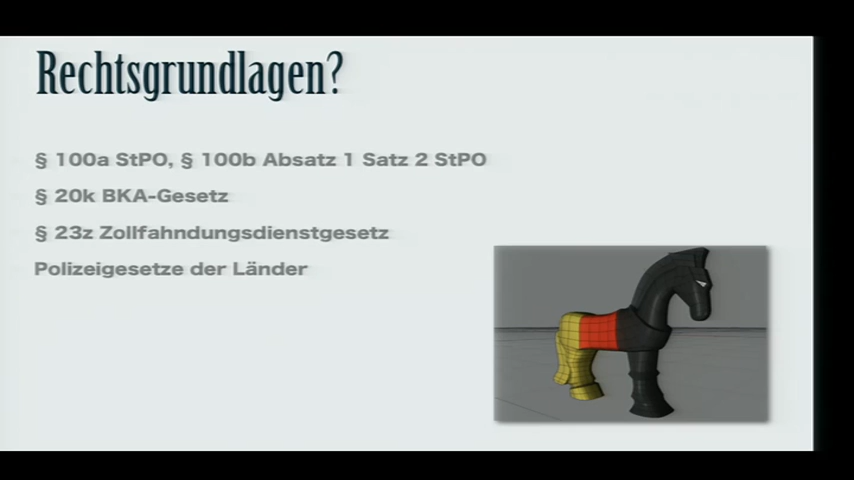 Rechtsgrundlagen?
§ 100a StPO, § 100b Absatz 1 Satz 2 StPO
§ 20k BKA-Gesetz
§ 23z Zollfahndungsdienstgesetz
Polizeigesetze der Länder